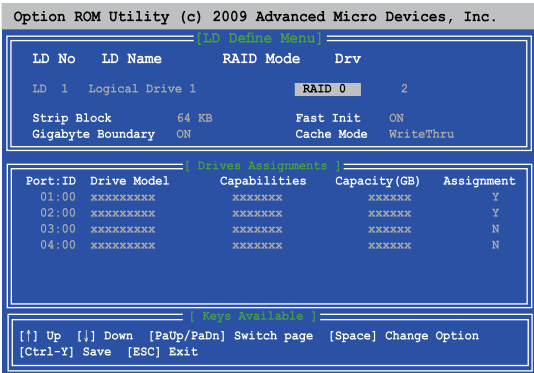 Option ROM Utility (c) 2009 Advanced Micro Devices, Inc.
[LD Define Menu]
LD No LD Name RAID Mode Drv
LD 1 Logical Drive 1 RAID 0 2
Strip Block 64 KB Fast Init ON
Gigabyte Boundary ON Cache Mode WriteThru
[ Drives Assignments ]
Port:ID Drive Model Capabilities Capacity(GB) Assignment
01:00 xxxxxxxxx xxxxxxx xxxxxx Y
02:00 xxxxxxxxx xxxxxxx xxxxxx Y
03:00 xxxxxxxxx xxxxxxx xxxxxx N
04:00 xxxxxxxxx xxxxxxx xxxxxx N
[ Keys Available ]
[↑] Up [↓] Down [PaUp/PaDn] Switch page [Space] Change Option
[Ctrl-Y] Save [ESC] Exit